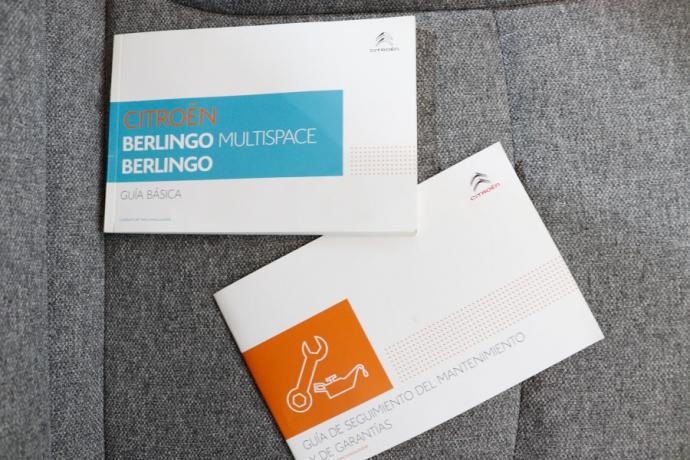 CITROËN
CITROËN
BERLINGO MULTISPACE
BERLINGO
GUÍA BÁSICA
CITROËN
GUÍA DE SEGUIMIENTO DEL MANTENIMIENTO
Y DE GARANTÍAS